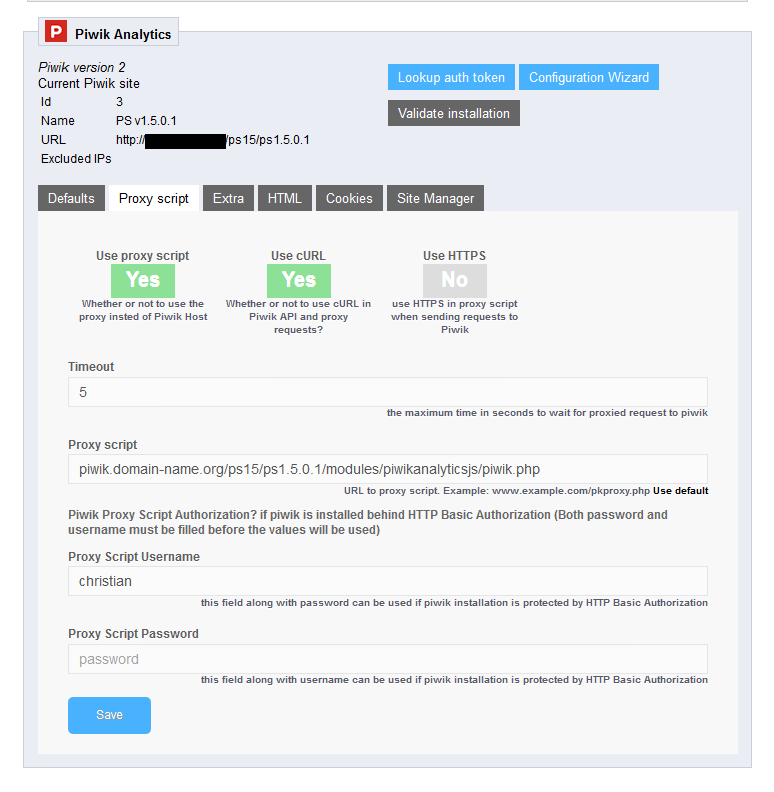 P Piwik Analytics
Piwik version 2
Current Piwik site
Id 3
Name PS v1.5.0.1
URL http:// /ps15/ps1.5.0.1
Excluded IPs
Lookup auth token Configuration Wizard
Validate installation
Defaults Proxy script Extra HTML Cookies Site Manager
Use proxy script Use cURL Use HTTPS
Yes Yes No
Whether or not to use the
proxy insted of Piwik Host
Whether or not to use cURL in
Piwik API and proxy
requests?
use HTTPS in proxy script
when sending requests to
Piwik
Timeout
5
the maximum time in seconds to wait for proxied request to piwik
Proxy script
piwik.domain-name.org/ps15/ps1.5.0.1/modules/piwikanalyticsjs/piwik.php
URL to proxy script. Example: www.example.com/pkproxy.php Use default
Piwik Proxy Script Authorization? if piwik is installed behind HTTP Basic Authorization (Both password and
username must be filled before the values will be used)
Proxy Script Username
christian
this field along with password can be used if piwik installation is protected by HTTP Basic Authorization
Proxy Script Password
password
this field along with username can be used if piwik installation is protected by HTTP Basic Authorization
Save